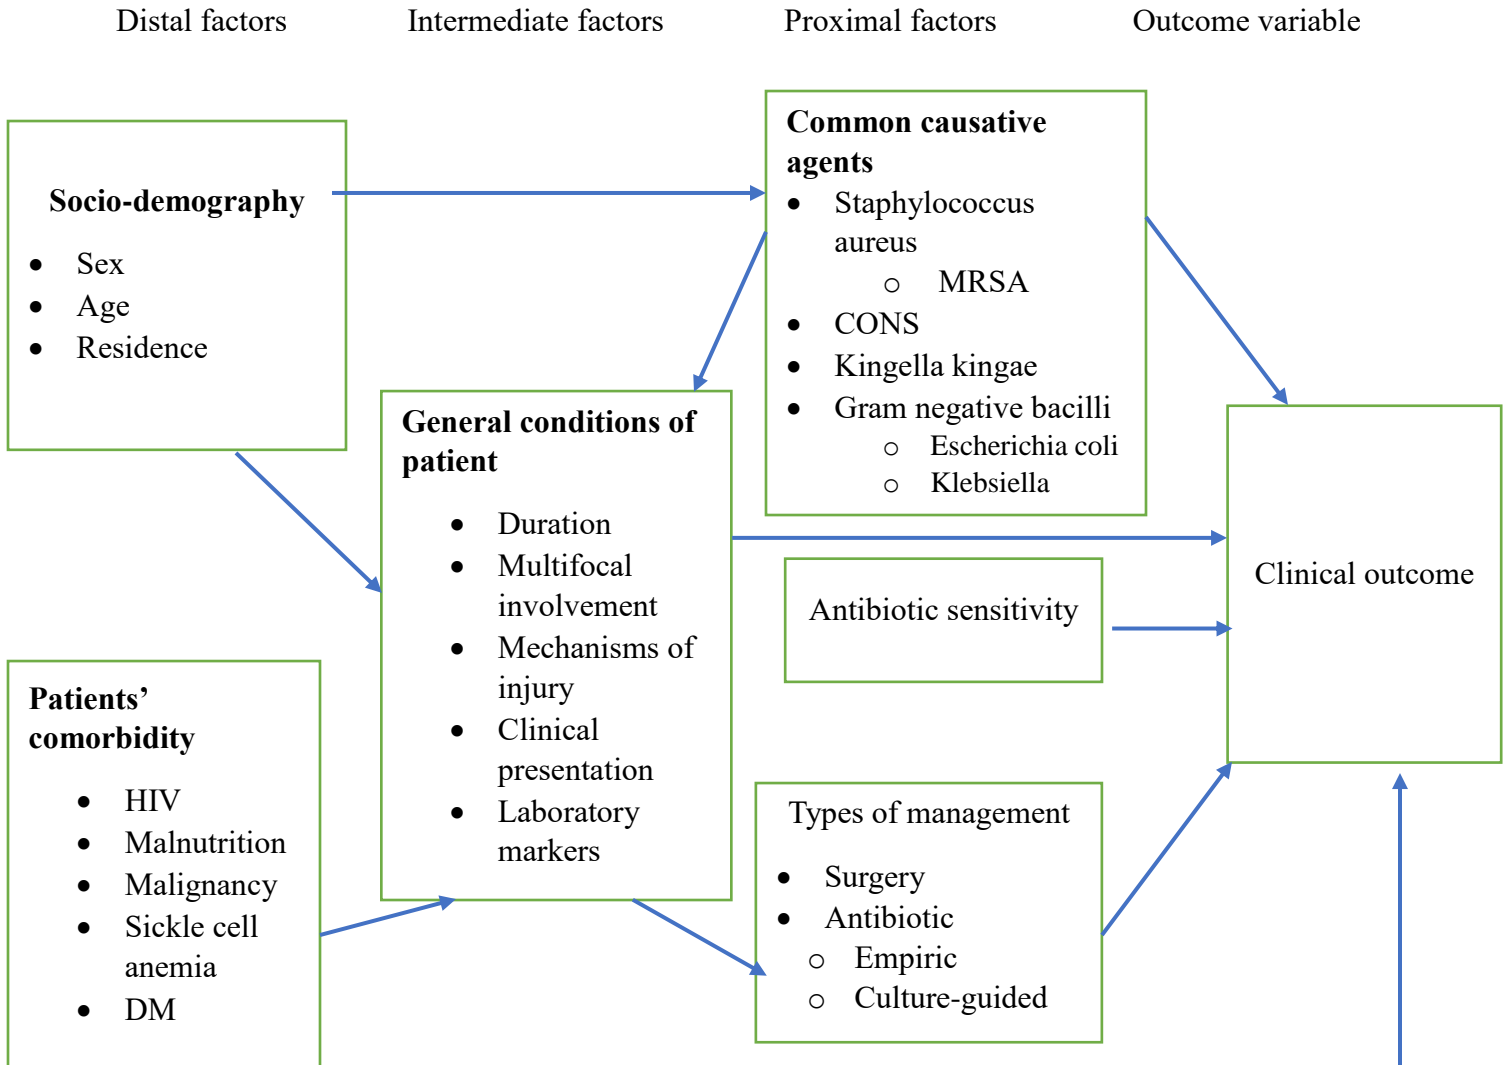 Distal factors
Intermediate factors
Proximal factors
Outcome variable
Socio-demography
• Sex
• Age
• Residence
Patients’
comorbidity
• HIV
• Malnutrition
• Malignancy
• Sickle cell
anemia
• DM
General conditions of
patient
• Duration
• Multifocal
involvement
• Mechanisms of
injury
• Clinical
presentation
• Laboratory
markers
Common causative
agents
• Staphylococcus
aureus
o MRSA
• CONS
• Kingella kingae
• Gram negative bacilli
o Escherichia coli
o Klebsiella
Antibiotic sensitivity
Types of management
• Surgery
• Antibiotic
o Empiric
o Culture-guided
Clinical outcome